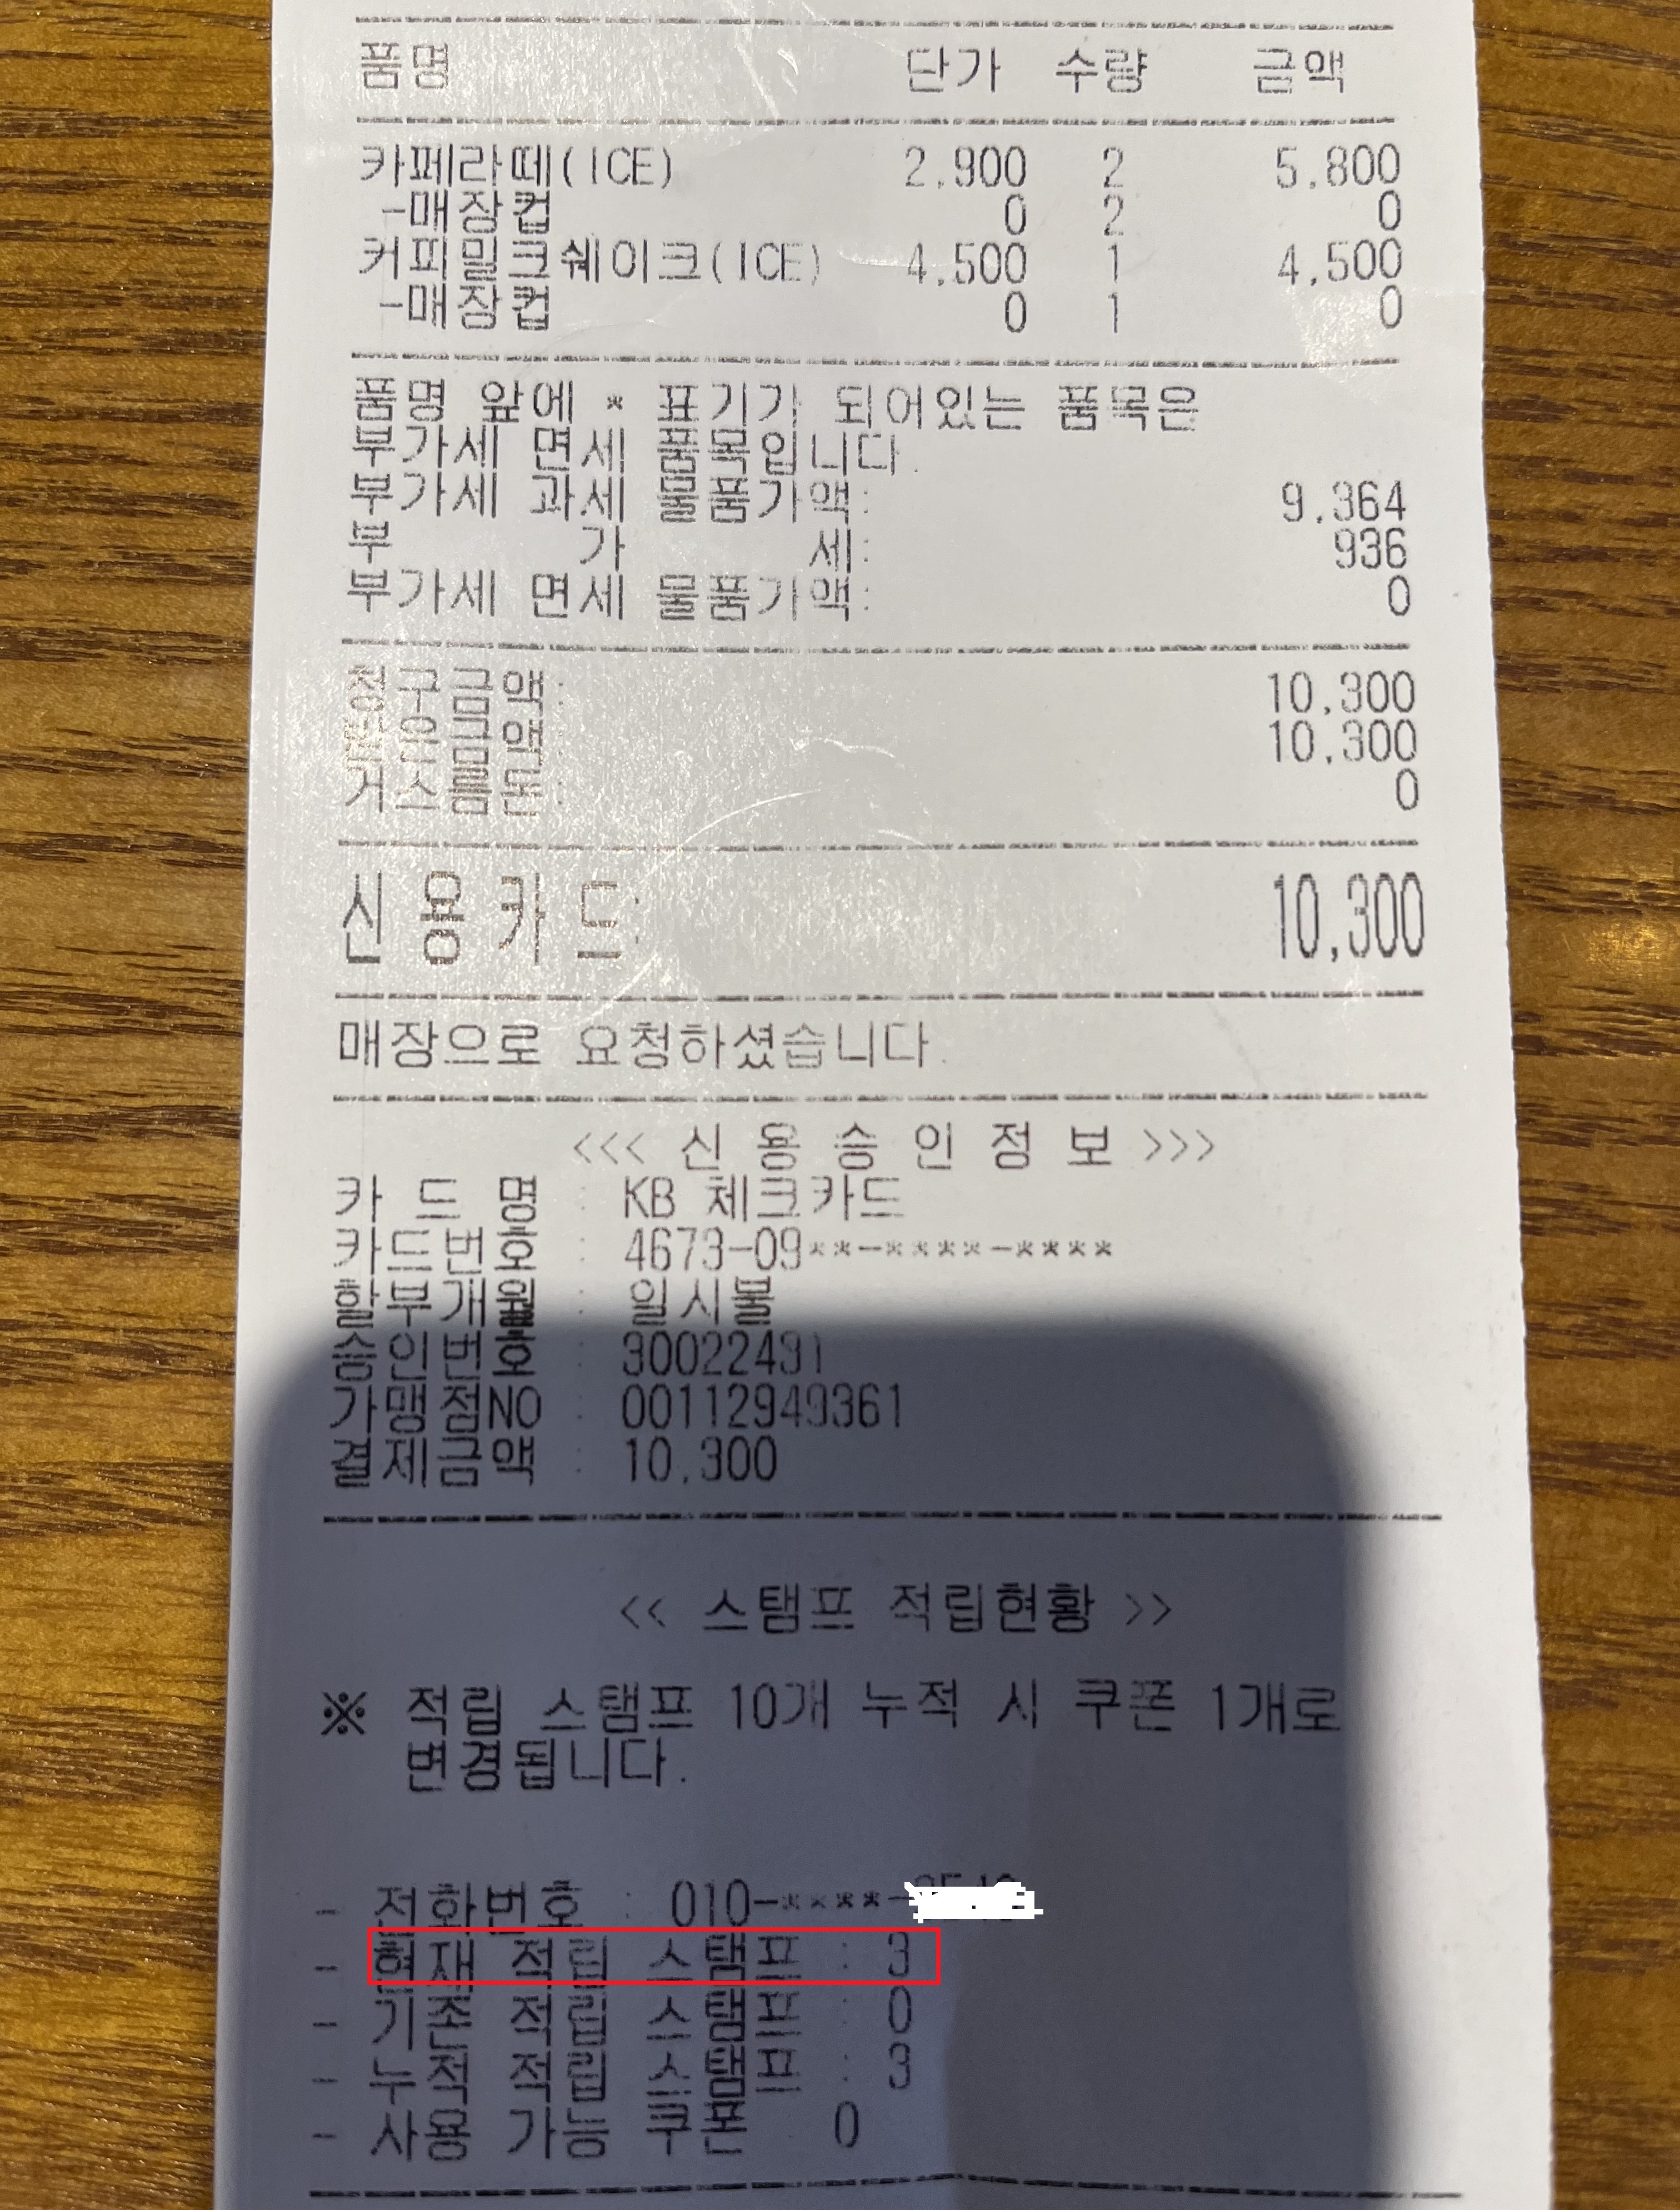 품명 단가 수량 금액
카페라떼(ICE) 2,900 2 5,800
-매장컵 0 2 0
커피밀크쉐이크(ICE) 4,500 1 4,500
-매장컵 0 1 0
품명 앞에 * 표기가 되어있는 품목은
부가세 면세 품목입니다.
부가세 과세 물품가액: 9,364
부 가 세: 936
부가세 면세 물품가액: 0
청구금액: 10,300
받은금액: 10,300
거스름돈: 0
신용카드: 10,300
매장으로 요청하셨습니다.
<<< 신 용 승 인 정 보 >>>
카 드 명 : KB 체크카드
카드번호 : 4673-09**-****-****
할부개월 : 일시불
승인번호 : 30022431
가맹점NO : 00112949361
결제금액 : 10,300
<< 스탬프 적립현황 >>
※ 적립 스탬프 10개 누적 시 쿠폰 1개로
변경됩니다.
- 전화번호 : 010-****-
- 현재 적립 스탬프 : 3
- 기존 적립 스탬프 : 0
- 누적 적립 스탬프 : 3
- 사용 가능 쿠폰 0